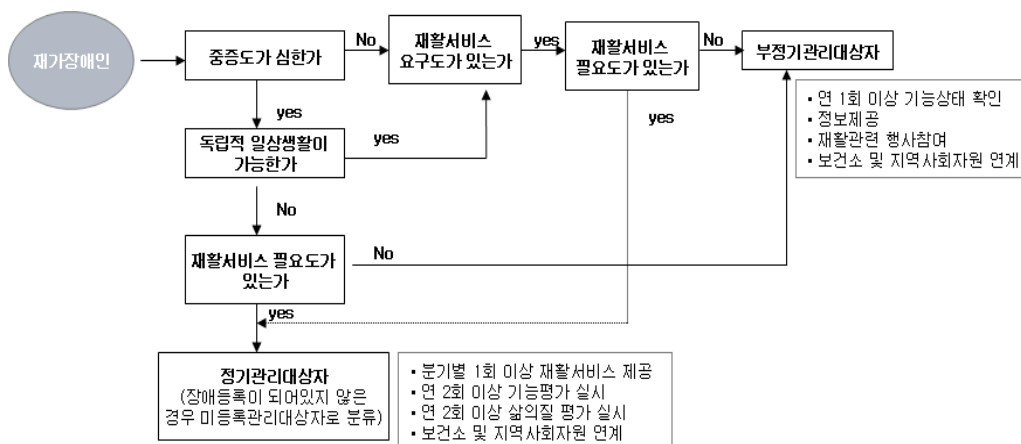 재가장애인
중증도가 심한가
No
재활서비스
요구도가 있는가
yes
재활서비스
필요도가 있는가
No
부정기관리대상자
▪ 연 1회 이상 기능상태 확인
▪ 정보제공
▪ 재활관련 행사참여
▪ 보건소 및 지역사회자원 연계
yes
yes
독립적 일상생활이
가능한가
yes
No
재활서비스 필요도가
있는가
No
yes
정기관리대상자
(장애등록이 되어있지 않은
경우 미등록관리대상자로 분류)
▪ 분기별 1회 이상 재활서비스 제공
▪ 연 2회 이상 기능평가 실시
▪ 연 2회 이상 삶의질 평가 실시
▪ 보건소 및 지역사회자원 연계